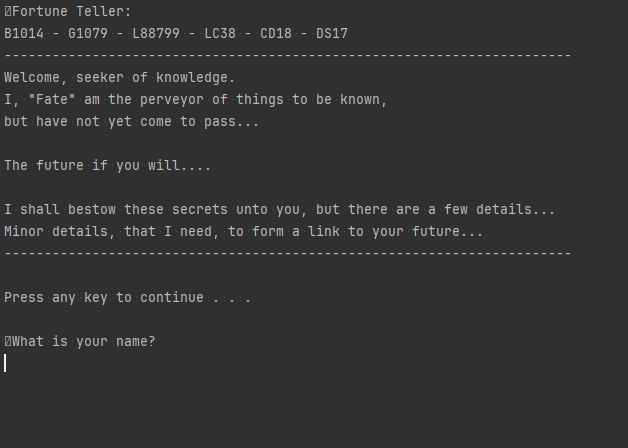 Fortune Teller:
B1014 - G1079 - L88799 - LC38 - CD18 - DS17
-----------------------------------------------------------------------
Welcome, seeker of knowledge.
I, "Fate" am the perveyor of things to be known,
but have not yet come to pass...
The future if you will....
I shall bestow these secrets unto you, but there are a few details...
Minor details, that I need, to form a link to your future...
-----------------------------------------------------------------------
Press any key to continue . . .
What is your name?